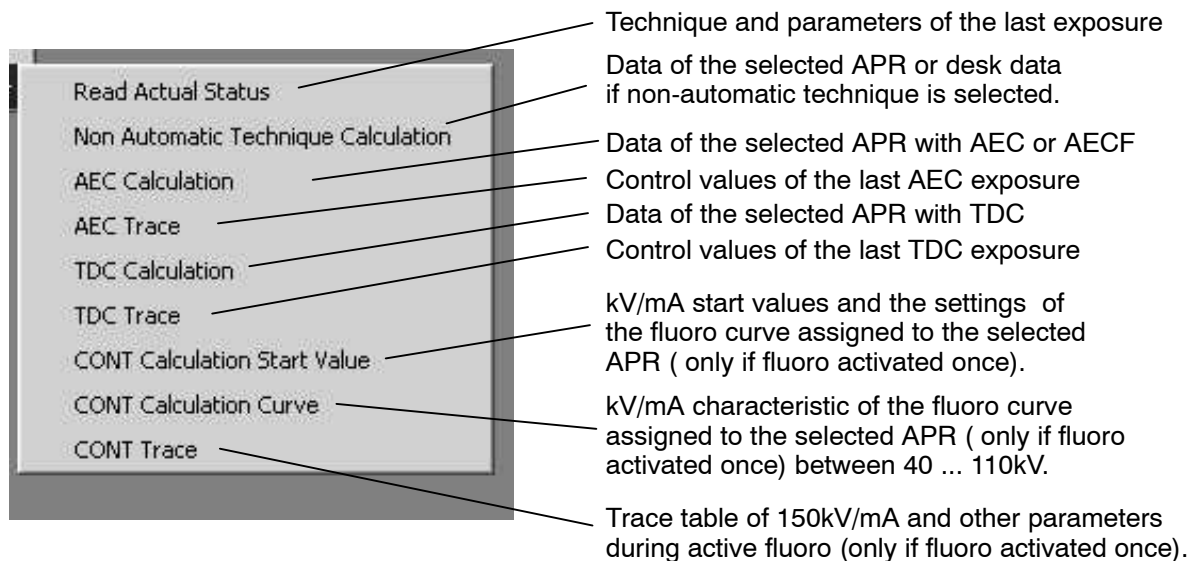 Technique and parameters of the last exposure
Data of the selected APR or desk data
if non-automatic technique is selected.
Data of the selected APR with AEC or AECF
Control values of the last AEC exposure
Data of the selected APR with TDC
Control values of the last TDC exposure
kV/mA start values and the settings of
the fluoro curve assigned to the selected
APR ( only if fluoro activated once).
kV/mA characteristic of the fluoro curve
assigned to the selected APR ( only if fluoro
activated once) between 40 ... 110kV.
Trace table of 150kV/mA and other parameters
during active fluoro (only if fluoro activated once).
Read Actual Status
Non Automatic Technique Calculation
AEC Calculation
AEC Trace
TDC Calculation
TDC Trace
CONT Calculation Start Value
CONT Calculation Curve
CONT Trace